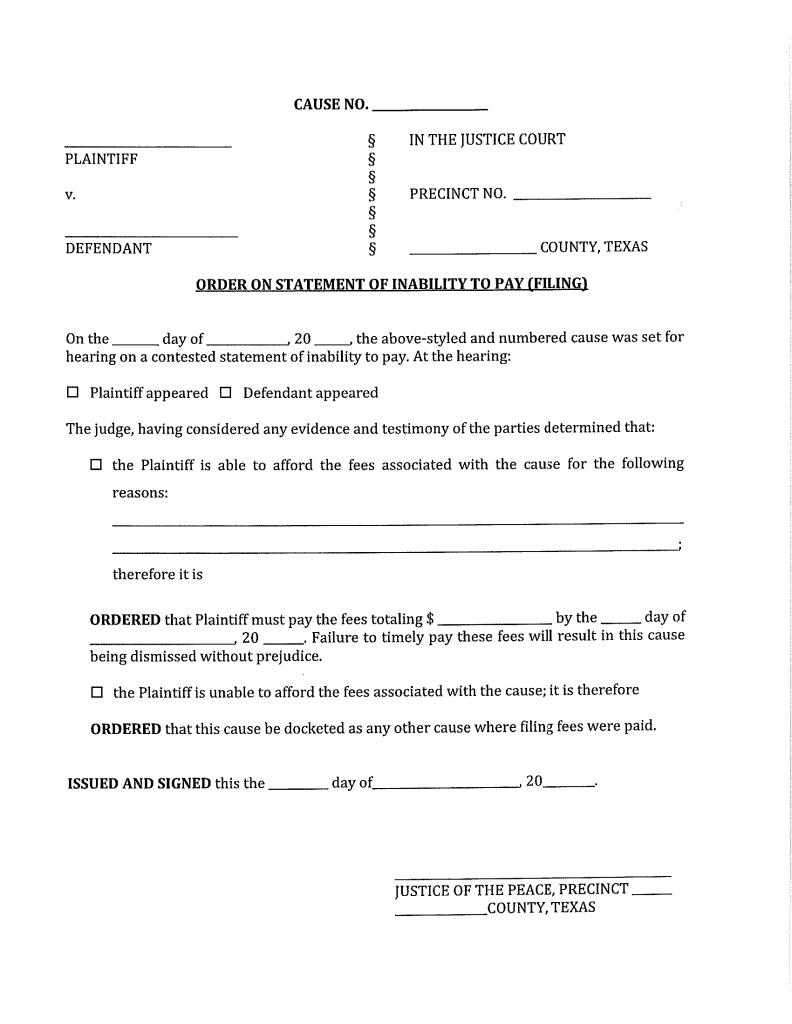 CAUSE NO. _______________
_____________________ § IN THE JUSTICE COURT
PLAINTIFF §
§
v. § PRECINCT NO. _________________
§
______________________ §
DEFENDANT § ________________ COUNTY, TEXAS
ORDER ON STATEMENT OF INABILITY TO PAY (FILING)
On the ______ day of __________, 20 _____, the above-styled and numbered cause was set for
hearing on a contested statement of inability to pay. At the hearing:
☐ Plaintiff appeared ☐ Defendant appeared
The judge, having considered any evidence and testimony of the parties determined that:
☐ the Plaintiff is able to afford the fees associated with the cause for the following
reasons:
______________________________________________________________________
______________________________________________________________________;
therefore it is
ORDERED that Plaintiff must pay the fees totaling $ ______________ by the _____ day of
__________________, 20 _____. Failure to timely pay these fees will result in this cause
being dismissed without prejudice.
☐ the Plaintiff is unable to afford the fees associated with the cause; it is therefore
ORDERED that this cause be docketed as any other cause where filing fees were paid.
ISSUED AND SIGNED this the ________ day of___________________, 20_______.
___________________________________
JUSTICE OF THE PEACE, PRECINCT _____
____________COUNTY, TEXAS